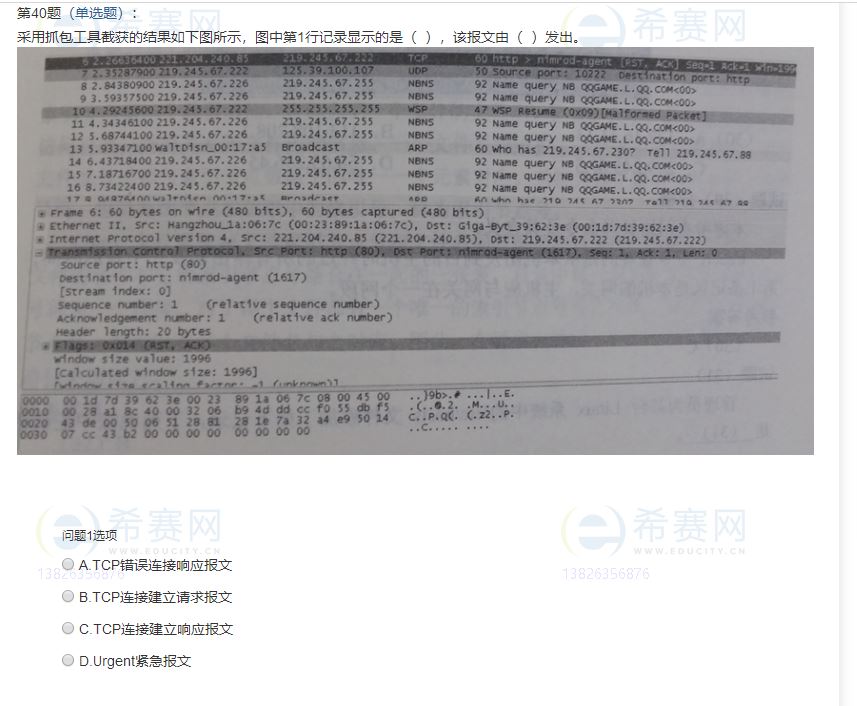 第40题（单选题）：
希赛网
希赛网
采用抓包工具截获的结果如下图所示，图中第1行记录显示的是（ ），该报文由（ ）发出。
6 2.26636400 221.204.240.85 219.245.67.222 TCP 60 http > nimrod-agent [RST, ACK] Seq=1 Ack=1 Win=199
7 2.35287900 219.245.67.222 125.39.100.107 UDP 50 Source port: 10222 Destination port: http
8 2.84380900 219.245.67.226 219.245.67.255 NBNS 92 Name query NB QQGAME.L.QQ.COM<00>
9 3.59357500 219.245.67.226 219.245.67.255 NBNS 92 Name query NB QQGAME.L.QQ.COM<00>
10 4.29245600 219.245.67.222 255.255.255.255 WSP 47 WSP Resume (0x09)[Malformed Packet]
11 4.34346100 219.245.67.226 219.245.67.255 NBNS 92 Name query NB QQGAME.L.QQ.COM<00>
12 5.68744100 219.245.67.226 219.245.67.255 NBNS 92 Name query NB QQGAME.L.QQ.COM<00>
13 5.93347100 WaltDisn_00:17:a5 Broadcast ARP 60 Who has 219.245.67.230? Tell 219.245.67.88
14 6.43718400 219.245.67.226 219.245.67.255 NBNS 92 Name query NB QQGAME.L.QQ.COM<00>
15 7.18716700 219.245.67.226 219.245.67.255 NBNS 92 Name query NB QQGAME.L.QQ.COM<00>
16 8.73422400 219.245.67.226 219.245.67.255 NBNS 92 Name query NB QQGAME.L.QQ.COM<00>
Frame 6: 60 bytes on wire (480 bits), 60 bytes captured (480 bits)
Ethernet II, Src: Hangzhou_1a:06:7c (00:23:89:1a:06:7c), Dst: Giga-Byt_39:62:3e (00:1d:7d:39:62:3e)
Internet Protocol Version 4, Src: 221.204.240.85 (221.204.240.85), Dst: 219.245.67.222 (219.245.67.222)
Transmission Control Protocol, Src Port: http (80), Dst Port: nimrod-agent (1617), Seq: 1, Ack: 1, Len: 0
Source port: http (80)
Destination port: nimrod-agent (1617)
[Stream index: 0]
Sequence number: 1 (relative sequence number)
Acknowledgement number: 1 (relative ack number)
Header length: 20 bytes
Flags: 0x014 (RST, ACK)
Window size value: 1996
[Calculated window size: 1996]
[Window size scaling factor: -1 (unknown)]
0000 00 1d 7d 39 62 3e 00 23 89 1a 06 7c 08 00 45 00 ..}9b>.# ...|..E.
0010 00 28 a1 8c 40 00 32 06 b9 4d dd cc f0 55 db f5 .(..@.2. .M...U..
0020 43 de 00 50 06 51 28 81 28 1e 7a 32 a4 e9 50 14 C..P.Q(. (.z2..P.
0030 07 cc 43 b2 00 00 00 00 00 00 00 00 ..C..... ....
希赛网
希赛网
问题1选项
WWW.EDUCITY.CN
WWW.EDUCITY.CN
A.TCP错误连接响应报文
13826356876
13826356876
B.TCP连接建立请求报文
C.TCP连接建立响应报文
D.Urgent紧急报文